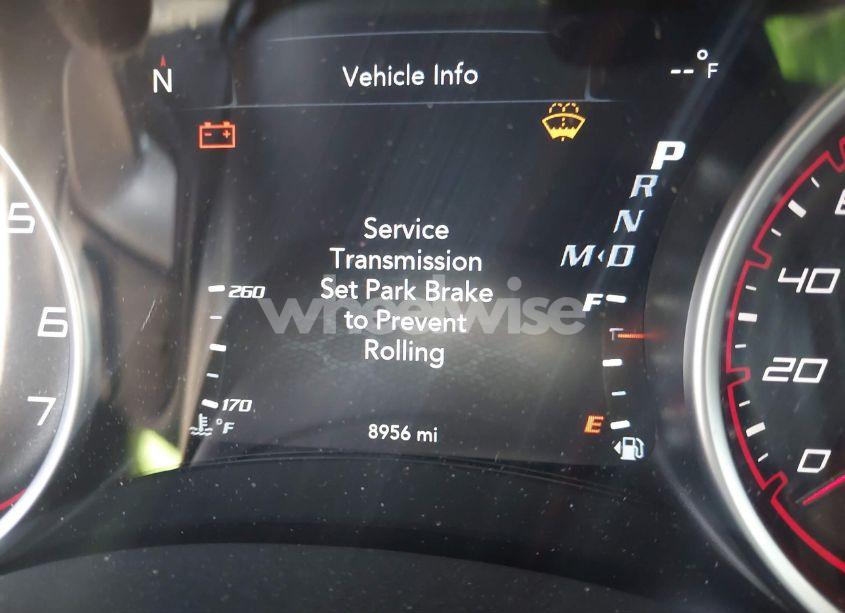 N
Vehicle Info
--°F
P
R
N
M D
Service
Transmission
Set Park Brake
to Prevent
Rolling
260
170
°F
F
E
8956 mi
5
6
7
40
20
0
wheelwise